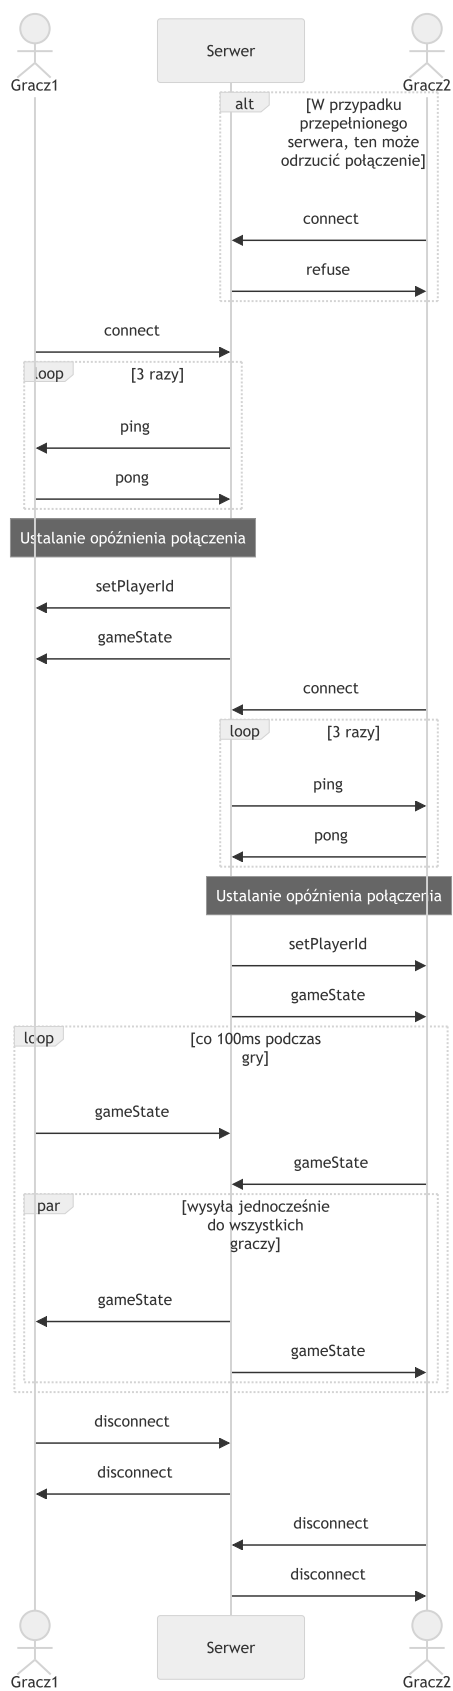 Gracz1
Serwer
Gracz2
alt
[W przypadku
przepełnionego
serwera, ten może
odrzucić połączenie]
connect
refuse
connect
loop
[3 razy]
ping
pong
Ustalanie opóźnienia połączenia
setPlayerId
gameState
connect
loop
[3 razy]
ping
pong
Ustalanie opóźnienia połączenia
setPlayerId
gameState
loop
[co 100ms podczas
gry]
gameState
gameState
par
[wysyła jednocześnie
do wszystkich
graczy]
gameState
gameState
disconnect
disconnect
disconnect
disconnect
Gracz1
Serwer
Gracz2